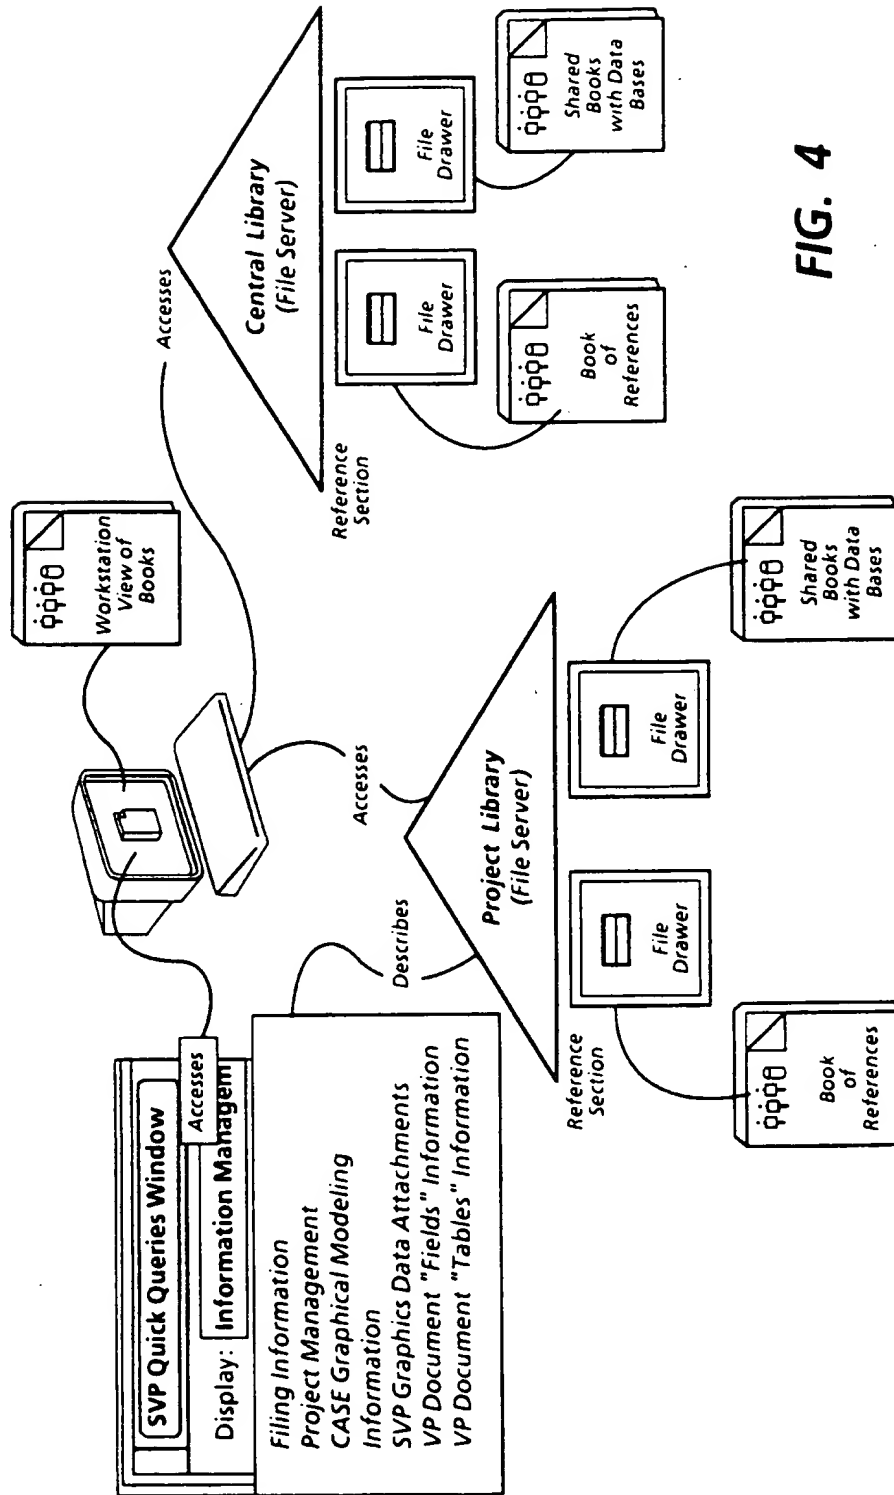 SVP Quick Queries Window
Display: Information Managem
Accesses
Filing Information
Project Management
CASE Graphical Modeling
Information
SVP Graphics Data Attachments
VP Document "Fields" Information
VP Document "Tables" Information
Describes
Workstation
View of
Books
Accesses
Accesses
Project Library
(File Server)
Reference
Section
File
Drawer
File
Drawer
Book
of
References
Shared
Books
with Data
Bases
Central Library
(File Server)
Reference
Section
File
Drawer
File
Drawer
Book
of
References
Shared
Books
with Data
Bases
FIG. 4